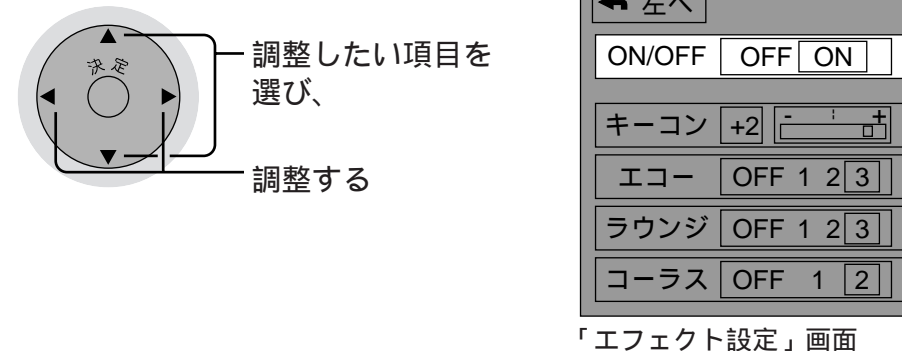 決定
調整したい項目を
選び、
調整する
左へ
ON/OFF OFF ON
キーコン +2 - +
エコー OFF 1 2 3
ラウンジ OFF 1 2 3
コーラス OFF 1 2
「エフェクト設定」画面